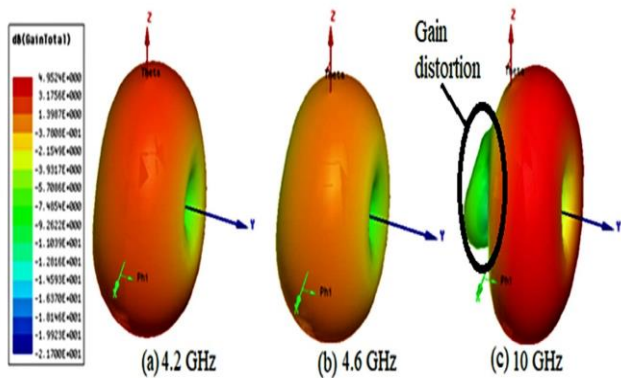 dB(GainTotal)
4.9524E+000
3.1756E+000
1.3987E+000
-3.7808E-001
-2.1549E+000
-3.9317E+000
-5.7086E+000
-7.4854E+000
-9.2622E+000
-1.1039E+001
-1.2816E+001
-1.4593E+001
-1.6370E+001
-1.8146E+001
-1.9923E+001
-2.1700E+001
Z
Theta
Y
Phi
X
(a) 4.2 GHz
Z
Theta
Y
Phi
X
(b) 4.6 GHz
Gain
distortion
Z
Theta
Y
Phi
X
(c) 10 GHz